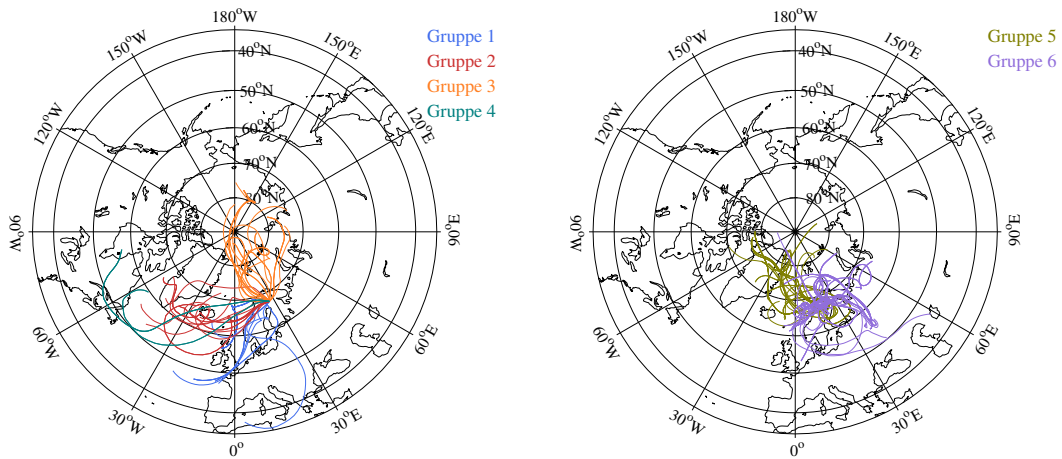 180°W
150°W
150°E
120°W
120°E
90°W
90°E
60°W
60°E
30°W
30°E
0°
40°N
50°N
60°N
70°N
80°N
Gruppe 1
Gruppe 2
Gruppe 3
Gruppe 4
180°W
150°W
150°E
120°W
120°E
90°W
90°E
60°W
60°E
30°W
30°E
0°
40°N
50°N
60°N
70°N
80°N
Gruppe 5
Gruppe 6